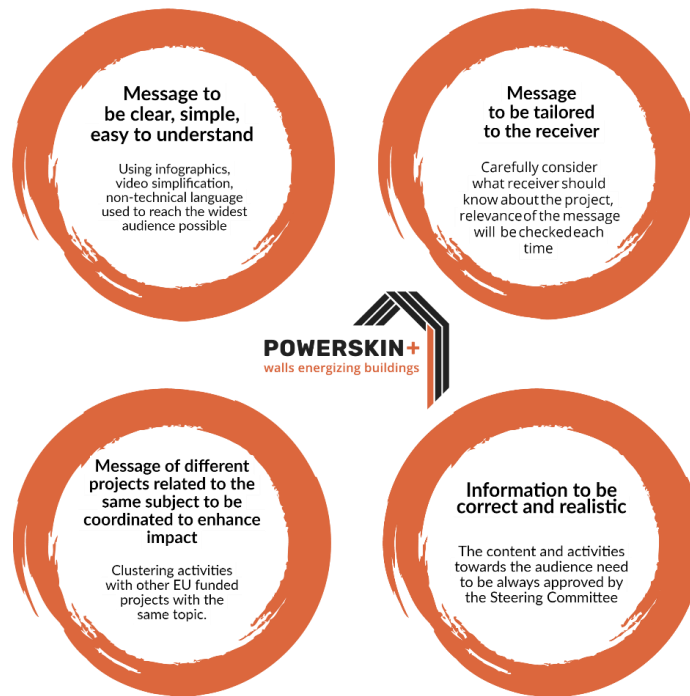 Message to
be clear, simple,
easy to understand
Using infographics,
video simplification,
non-technical language
used to reach the widest
audience possible
Message
to be tailored
to the receiver
Carefully consider
what receiver should
know about the project,
relevance of the message
will be checked each
time
POWERSKIN+
walls energizing buildings
Message of different
projects related to the
same subject to be
coordinated to enhance
impact
Clustering activities
with other EU funded
projects with the
same topic.
Information to be
correct and realistic
The content and activities
towards the audience need
to be always approved by
the Steering Committee